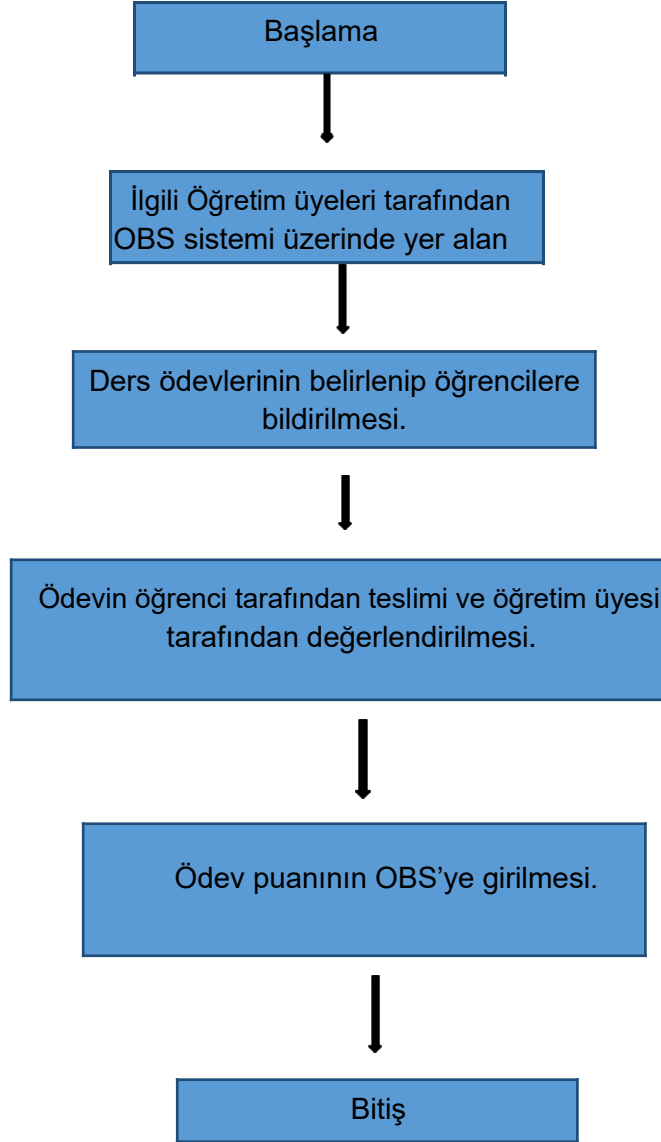 Başlama
İlgili Öğretim üyeleri tarafından
OBS sistemi üzerinde yer alan
Ders ödevlerinin belirlenip öğrencilere
bildirilmesi.
Ödevin öğrenci tarafından teslimi ve öğretim üyesi
tarafından değerlendirilmesi.
Ödev puanının OBS’ye girilmesi.
Bitiş